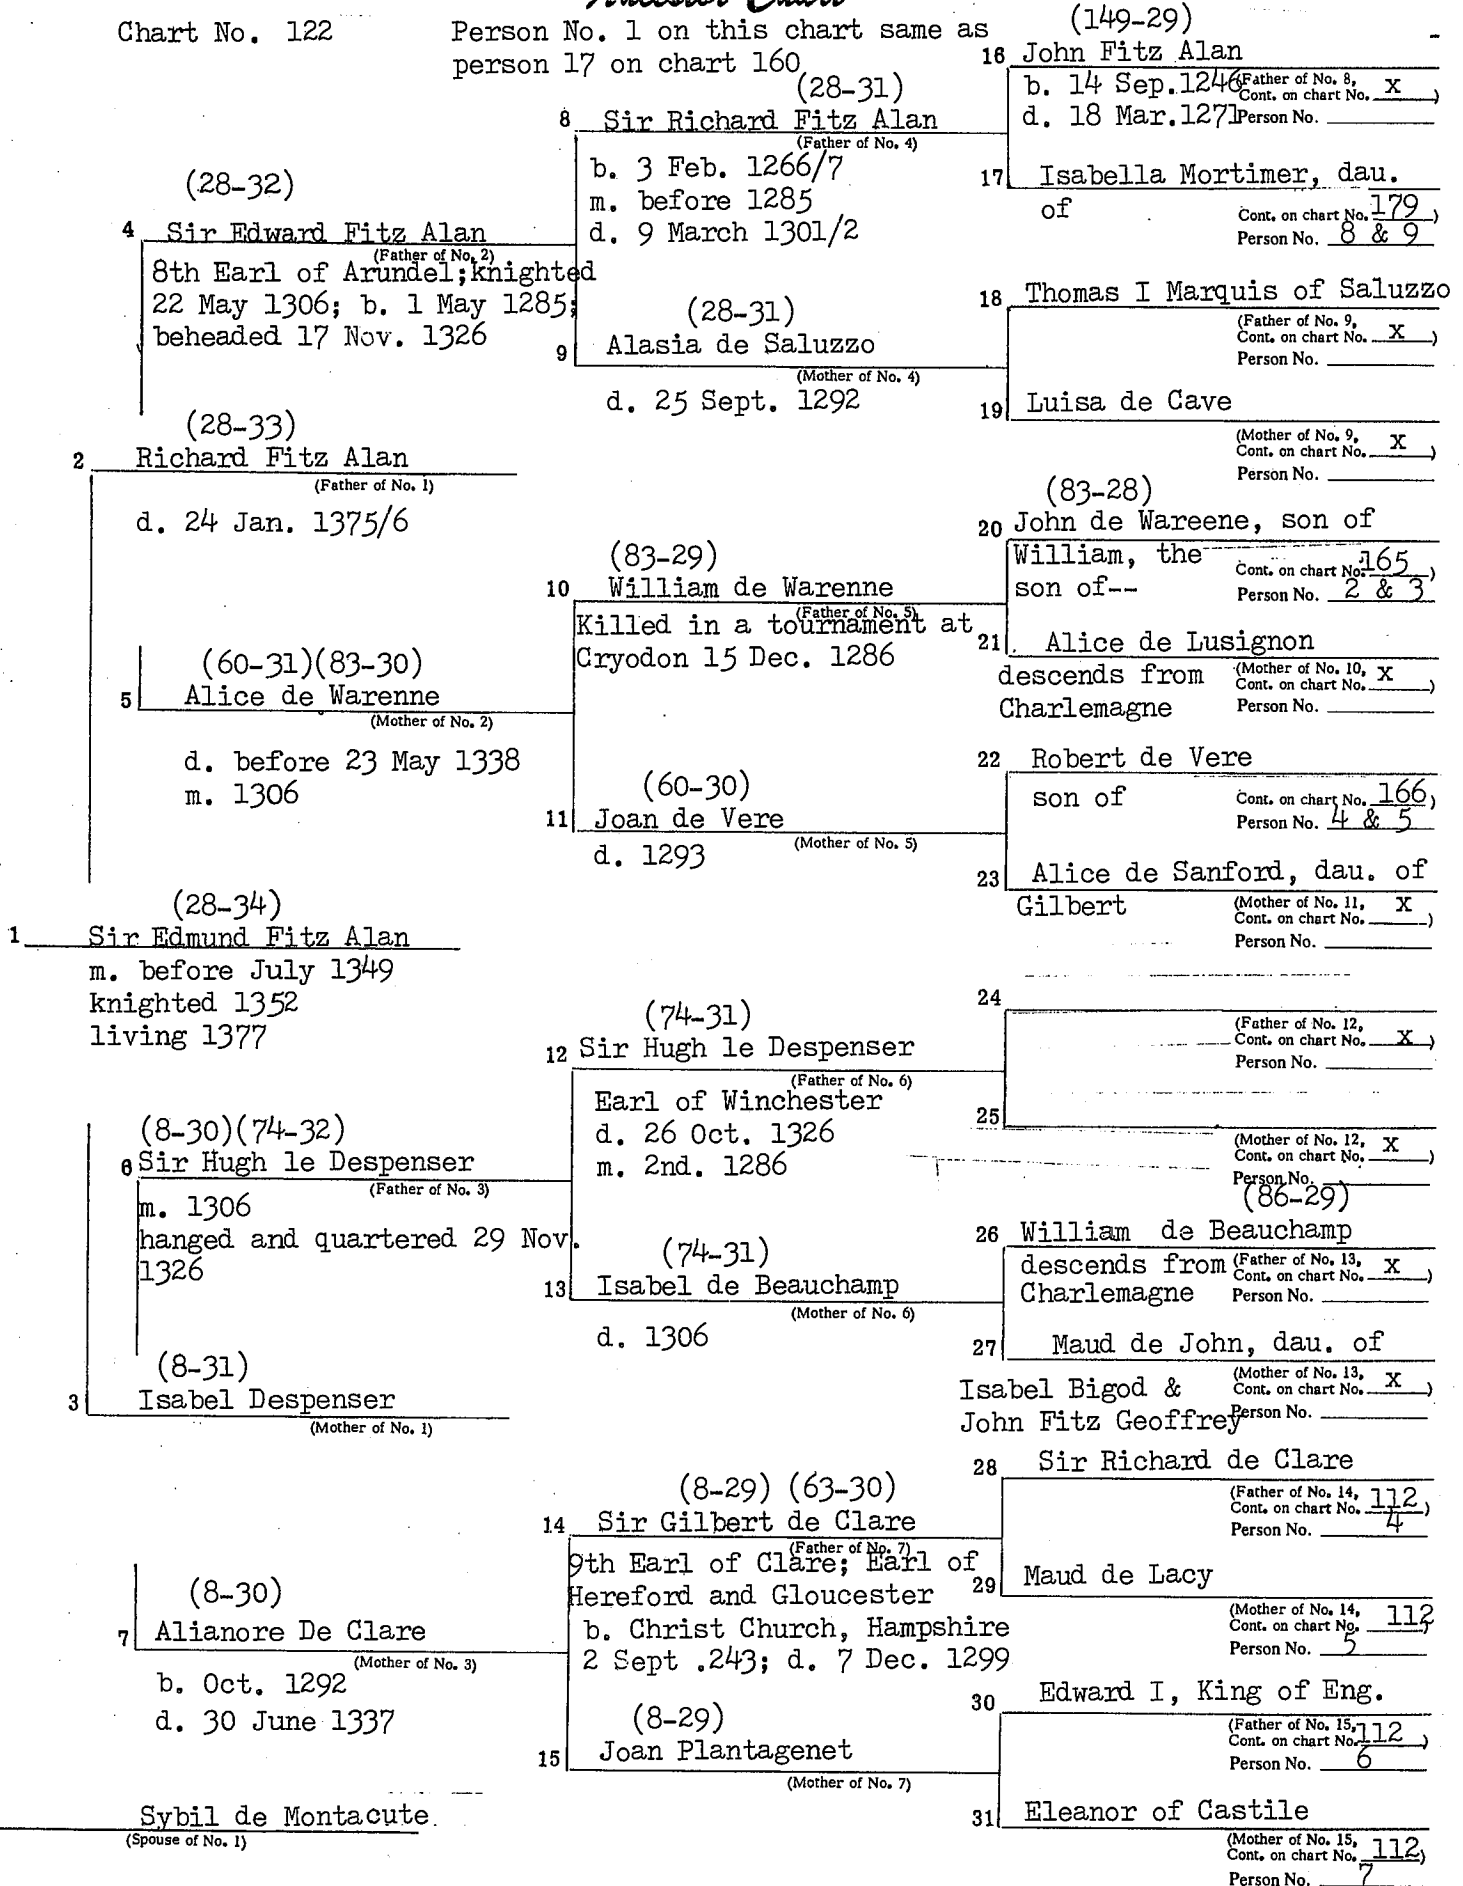 Ancestor Chart
Chart No. 122
Person No. 1 on this chart same as
person 17 on chart 160
(28-34)
1 Sir Edmund Fitz Alan
m. before July 1349
knighted 1352
living 1377
Sybil de Montacute.
(Spouse of No. 1)
(28-33)
2 Richard Fitz Alan
(Father of No. 1)
d. 24 Jan. 1375/6
(8-31)
3 Isabel Despenser
(Mother of No. 1)
(28-32)
4 Sir Edward Fitz Alan
(Father of No. 2)
8th Earl of Arundel; knighted
22 May 1306; b. 1 May 1285;
beheaded 17 Nov. 1326
(60-31)(83-30)
5 Alice de Warenne
(Mother of No. 2)
d. before 23 May 1338
m. 1306
(8-30)(74-32)
6 Sir Hugh le Despenser
(Father of No. 3)
m. 1306
hanged and quartered 29 Nov.
1326
(8-30)
7 Alianore De Clare
(Mother of No. 3)
b. Oct. 1292
d. 30 June 1337
(28-31)
8 Sir Richard Fitz Alan
(Father of No. 4)
b. 3 Feb. 1266/7
m. before 1285
d. 9 March 1301/2
(28-31)
9 Alasia de Saluzzo
(Mother of No. 4)
d. 25 Sept. 1292
(83-29)
10 William de Warenne
(Father of No. 5)
Killed in a tournament at
Cryodon 15 Dec. 1286
(60-30)
11 Joan de Vere
(Mother of No. 5)
d. 1293
(74-31)
12 Sir Hugh le Despenser
(Father of No. 6)
Earl of Winchester
d. 26 Oct. 1326
m. 2nd. 1286
(74-31)
13 Isabel de Beauchamp
(Mother of No. 6)
d. 1306
(8-29) (63-30)
14 Sir Gilbert de Clare
(Father of No. 7)
9th Earl of Clare; Earl of
Hereford and Gloucester
b. Christ Church, Hampshire
2 Sept .243; d. 7 Dec. 1299
(8-29)
15 Joan Plantagenet
(Mother of No. 7)
(149-29)
16 John Fitz Alan
b. 14 Sep.1246 (Father of No. 8,
Cont. on chart No. x )
d. 18 Mar.1271 Person No.
17 Isabella Mortimer, dau.
of Cont. on chart No. 179 )
Person No. 8 & 9
18 Thomas I Marquis of Saluzzo
(Father of No. 9,
Cont. on chart No. X )
Person No.
19 Luisa de Cave
(Mother of No. 9,
Cont. on chart No. X )
Person No.
(83-28)
20 John de Wareene, son of
William, the Cont. on chart No. 165 )
son of-- Person No. 2 & 3
21 Alice de Lusignon
descends from (Mother of No. 10,
Cont. on chart No. X )
Charlemagne Person No.
22 Robert de Vere
son of Cont. on chart No. 166 )
Person No. 4 & 5
23 Alice de Sanford, dau. of
Gilbert (Mother of No. 11,
Cont. on chart No. X )
Person No.
24
(Father of No. 12,
Cont. on chart No. X )
Person No.
25
(Mother of No. 12,
Cont. on chart No. X )
Person No.
(86-29)
26 William de Beauchamp
descends from (Father of No. 13,
Cont. on chart No. X )
Charlemagne Person No.
27 Maud de John, dau. of
Isabel Bigod & (Mother of No. 13,
Cont. on chart No. X )
John Fitz Geoffrey Person No.
28 Sir Richard de Clare
(Father of No. 14,
Cont. on chart No. 112 )
Person No. 4
29 Maud de Lacy
(Mother of No. 14,
Cont. on chart No. 112 )
Person No. 5
30 Edward I, King of Eng.
(Father of No. 15,
Cont. on chart No. 112 )
Person No. 6
31 Eleanor of Castile
(Mother of No. 15,
Cont. on chart No. 112 )
Person No. 7